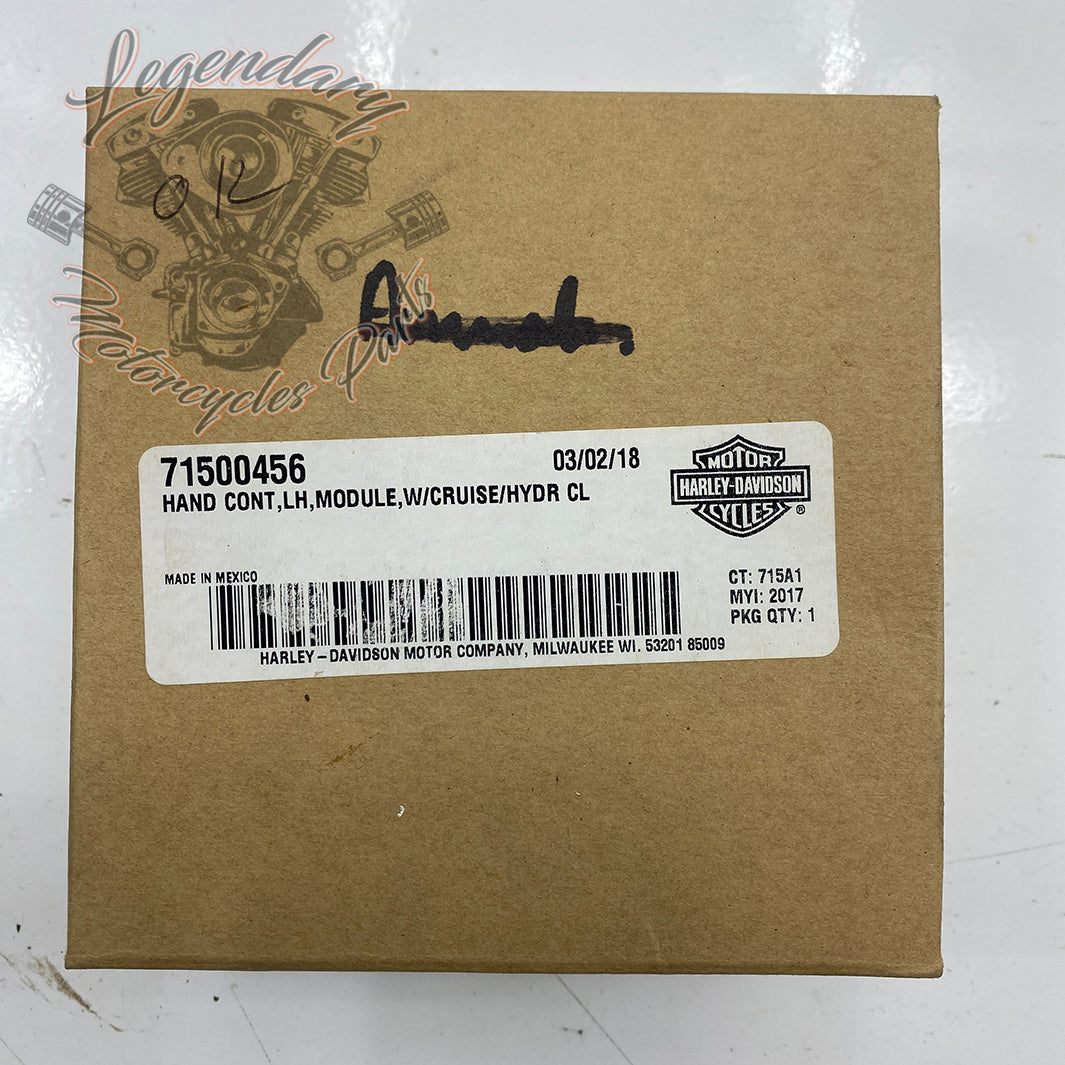 Legendary
OK
Motorcycles Parts
71500456 03/02/18
HAND CONT,LH,MODULE,W/CRUISE/HYDR CL
MOTOR
HARLEY-DAVIDSON
CYCLES ®
MADE IN MEXICO
CT: 715A1
MYI: 2017
PKG QTY: 1
HARLEY-DAVIDSON MOTOR COMPANY, MILWAUKEE WI. 53201 85009